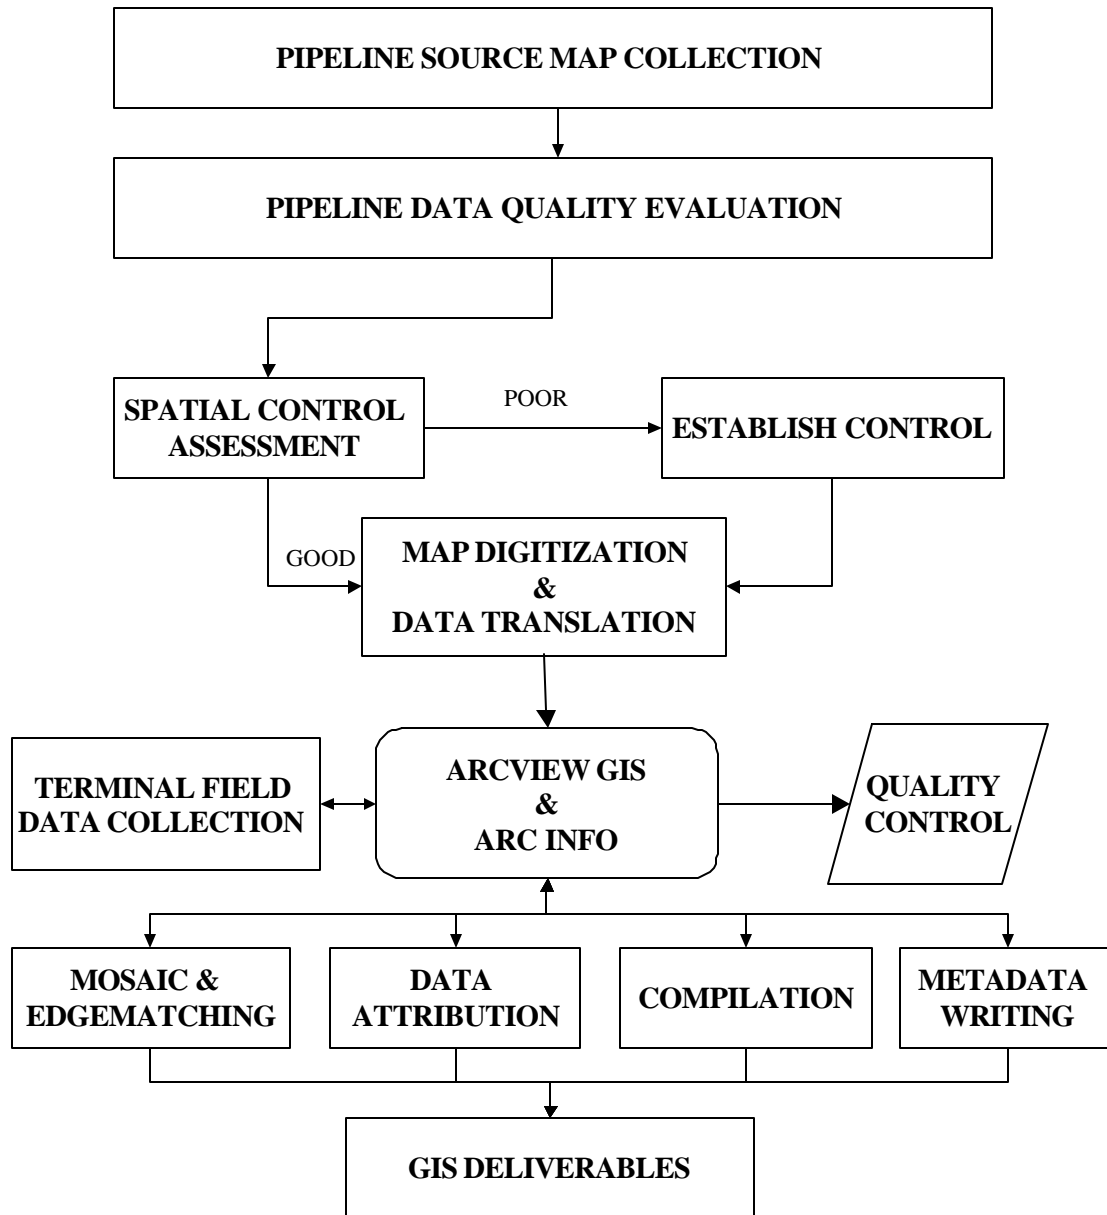 PIPELINE SOURCE MAP COLLECTION
PIPELINE DATA QUALITY EVALUATION
SPATIAL CONTROL
ASSESSMENT
POOR
ESTABLISH CONTROL
GOOD
MAP DIGITIZATION
&
DATA TRANSLATION
TERMINAL FIELD
DATA COLLECTION
ARCVIEW GIS
&
ARC INFO
QUALITY
CONTROL
MOSAIC &
EDGEMATCHING
DATA
ATTRIBUTION
COMPILATION
METADATA
WRITING
GIS DELIVERABLES